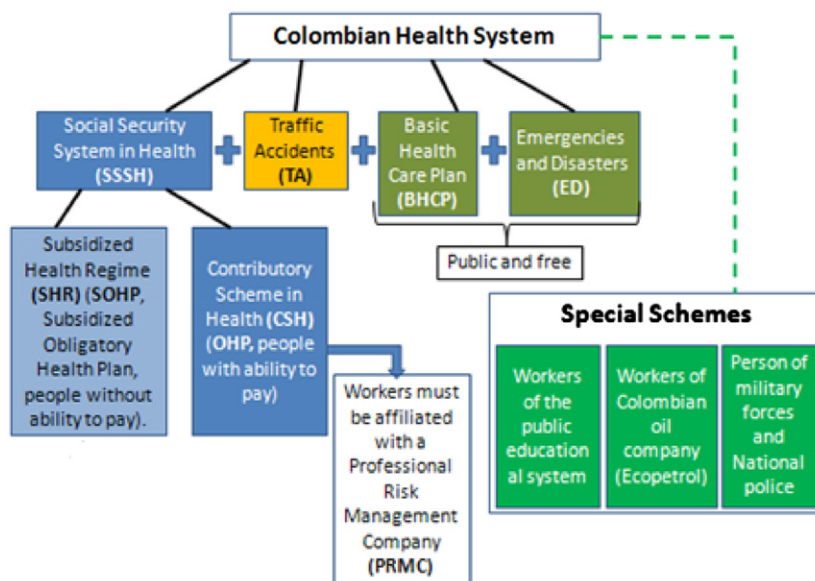 Colombian Health System
Social Security
System in Health
(SSSH)
Traffic
Accidents
(TA)
Basic
Health
Care Plan
(BHCP)
Emergencies
and Disasters
(ED)
Public and free
Subsidized
Health Regime
(SHR) (SOHP,
Subsidized
Obligatory
Health Plan,
people without
ability to pay).
Contributory
Scheme in
Health (CSH)
(OHP, people
with ability to
pay)
Workers must
be affiliated
with a
Professional
Risk
Management
Company
(PRMC)
Special Schemes
Workers
of the
public
education
al system
Workers of
Colombian
oil
company
(Ecopetrol)
Person of
military
forces
and
National
police